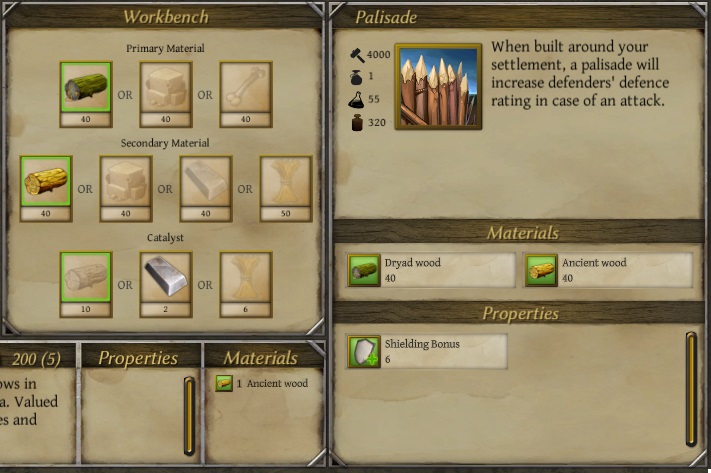 Workbench
Primary Material
OR
OR
40
40
40
Secondary Material
OR
OR
OR
40
40
40
50
Catalyst
OR
OR
10
2
6
200 (5)
ows in
a. Valued
es and
Properties
Materials
1 Ancient wood
Palisade
4000
1
55
320
When built around your
settlement, a palisade will
increase defenders' defence
rating in case of an attack.
Materials
Dryad wood
40
Ancient wood
40
Properties
Shielding Bonus
6